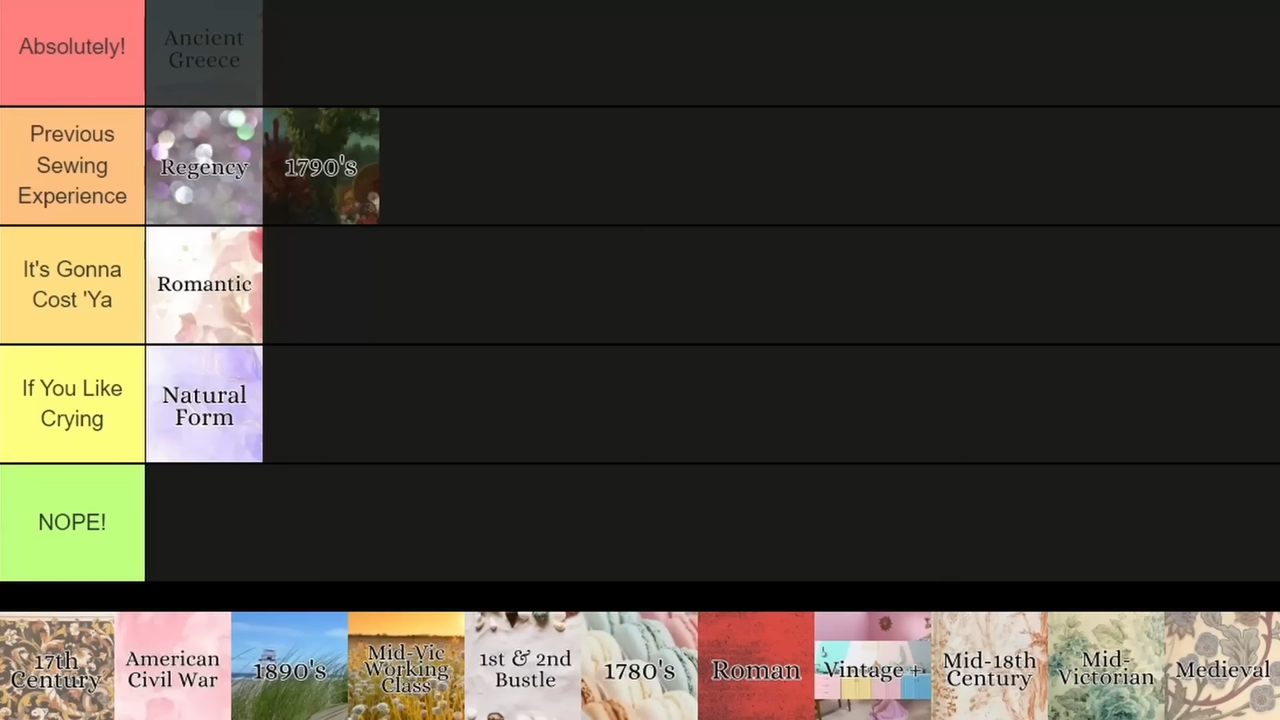 Absolutely!
Ancient
Greece
Previous
Sewing
Experience
Regency
1790's
It's Gonna
Cost 'Ya
Romantic
If You Like
Crying
Natural
Form
NOPE!
17th
Century
American
Civil War
1890's
Mid-Vic
Working
Class
1st & 2nd
Bustle
1780's
Roman
Vintage +
Mid-18th
Century
Mid-
Victorian
Medieval